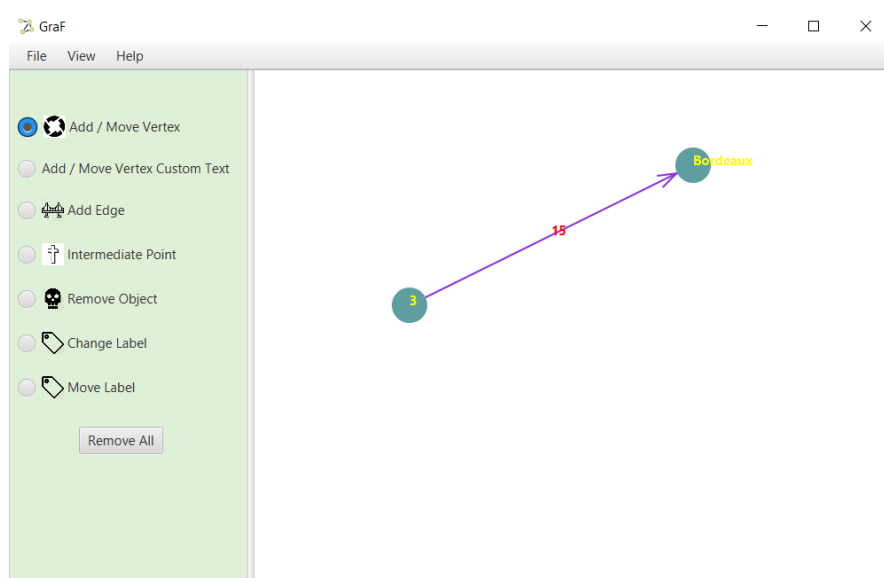 GraF
File View Help
Add / Move Vertex
Add / Move Vertex Custom Text
Add Edge
Intermediate Point
Remove Object
Change Label
Move Label
Remove All
Bordeaux
15
3